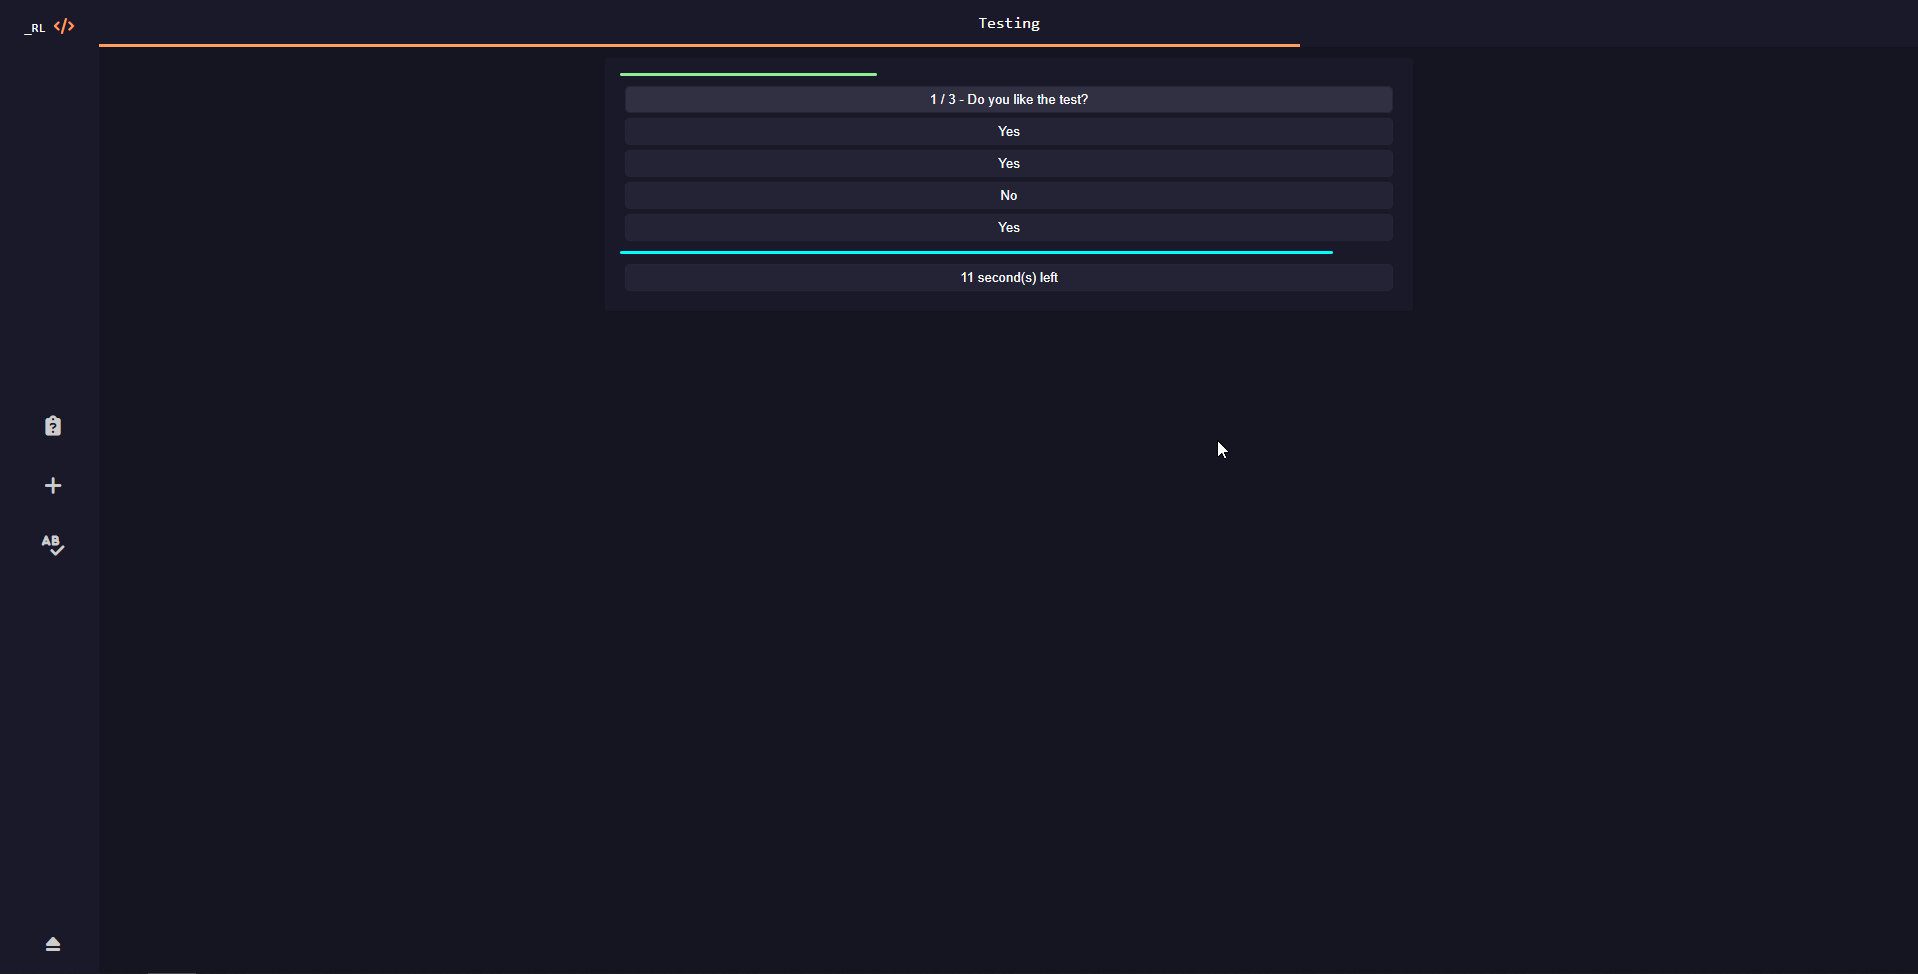 _RL </>
Testing
1 / 3 - Do you like the test?
Yes
Yes
No
Yes
11 second(s) left
?
AB